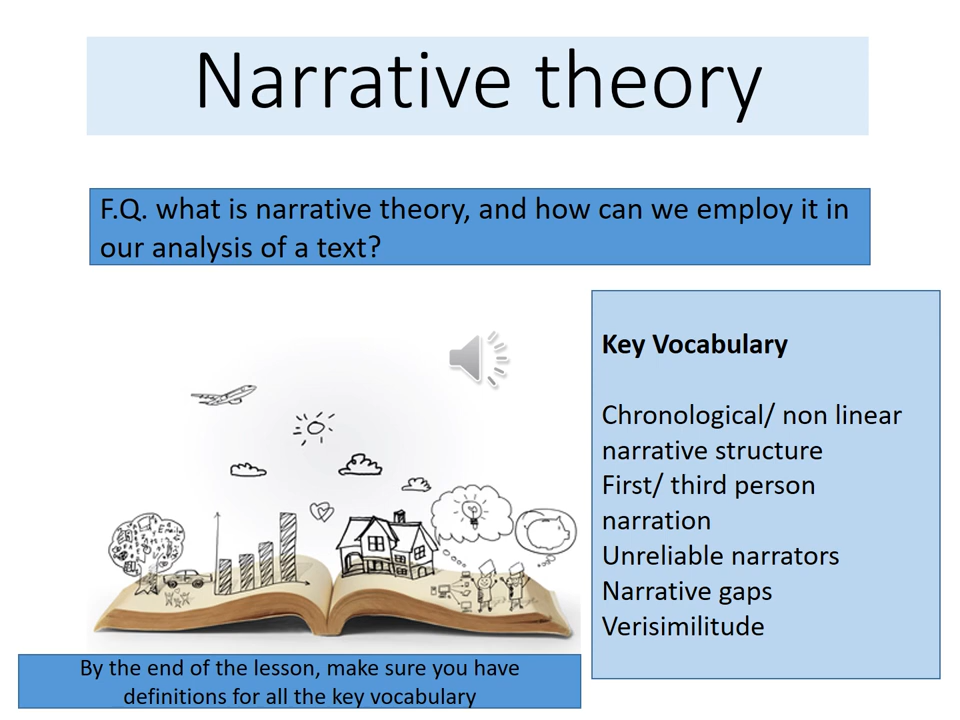 Narrative theory
F.Q. what is narrative theory, and how can we employ it in
our analysis of a text?
Key Vocabulary
Chronological/ non linear
narrative structure
First/ third person
narration
Unreliable narrators
Narrative gaps
Verisimilitude
By the end of the lesson, make sure you have
definitions for all the key vocabulary